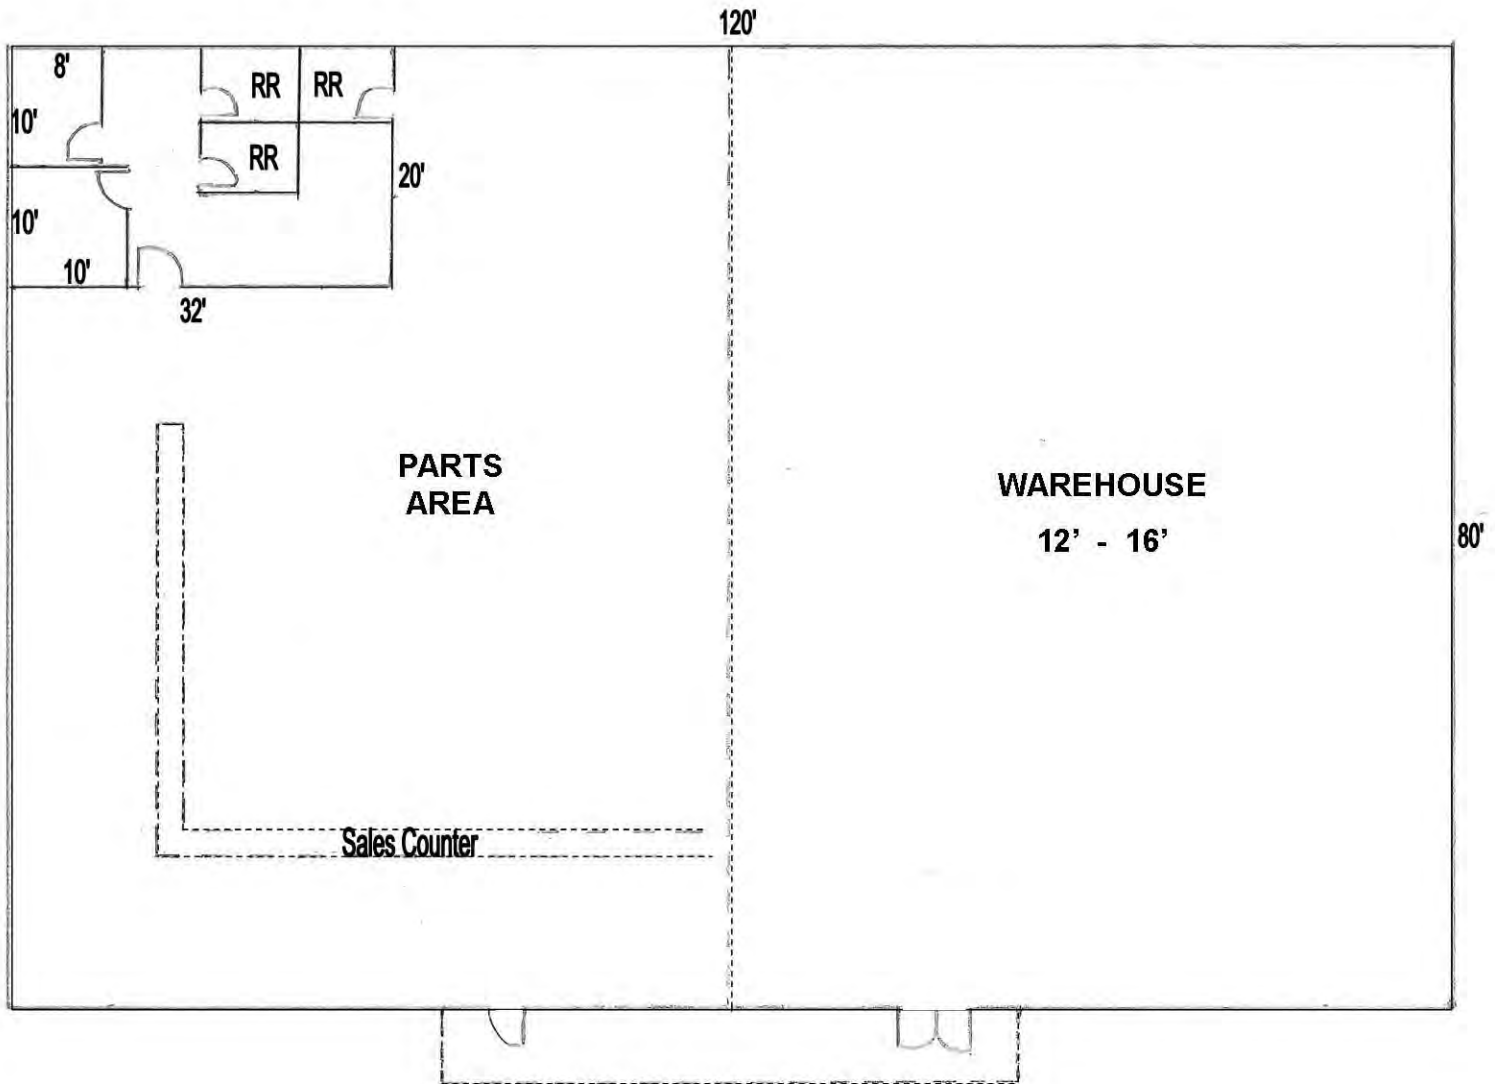 120'
8'
RR
RR
10'
RR
20'
10'
10'
32'
PARTS
AREA
WAREHOUSE
12’ - 16’
80'
Sales Counter